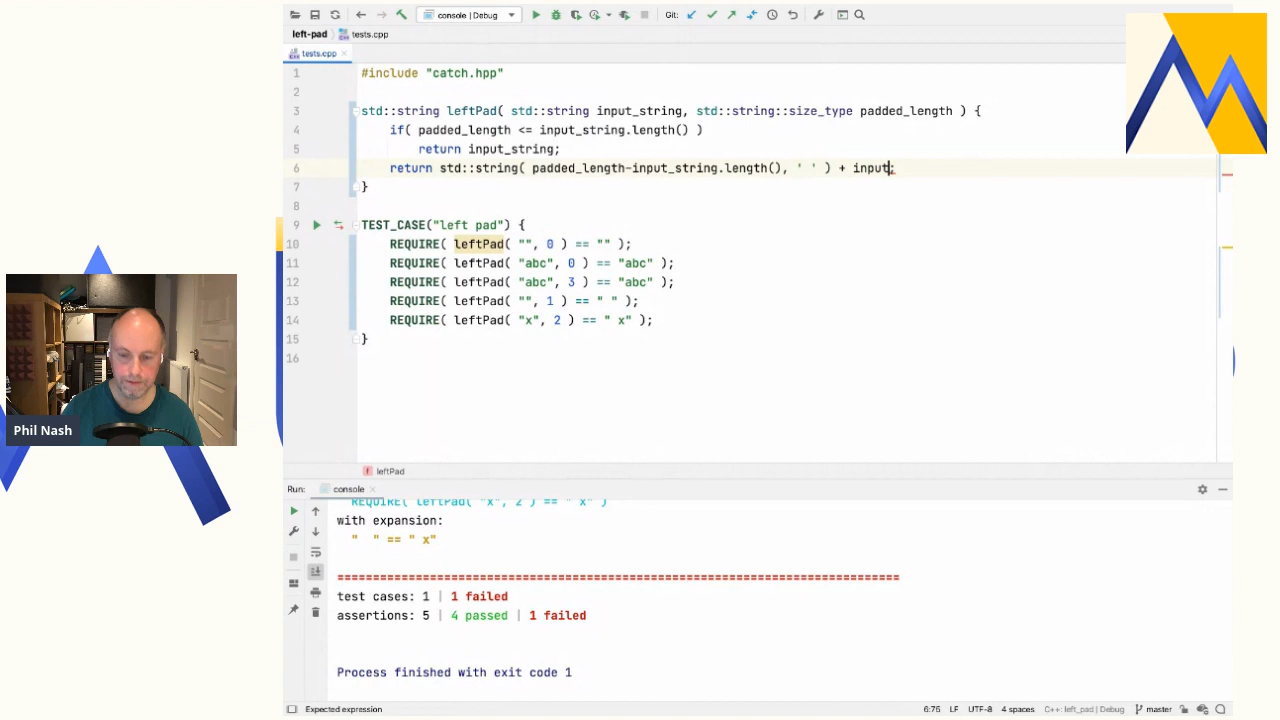 console | Debug
Git:
left-pad
tests.cpp
tests.cpp
1 #include "catch.hpp"
2
3 std::string leftPad( std::string input_string, std::string::size_type padded_length ) {
4 if( padded_length <= input_string.length() )
5 return input_string;
6 return std::string( padded_length-input_string.length(), ' ' ) + input;
7 }
8
9 TEST_CASE("left pad") {
10 REQUIRE( leftPad( "", 0 ) == "" );
11 REQUIRE( leftPad( "abc", 0 ) == "abc" );
12 REQUIRE( leftPad( "abc", 3 ) == "abc" );
13 REQUIRE( leftPad( "", 1 ) == " " );
14 REQUIRE( leftPad( "x", 2 ) == " x" );
15 }
16
Phil Nash
f leftPad
Run: console
REQUIRE( leftPad( "x", 2 ) == " x" )
with expansion:
"  " == " x"
===============================================================================
test cases: 1 | 1 failed
assertions: 5 | 4 passed | 1 failed
Process finished with exit code 1
Expected expression
6:75 LF UTF-8 4 spaces C++: left_pad | Debug master